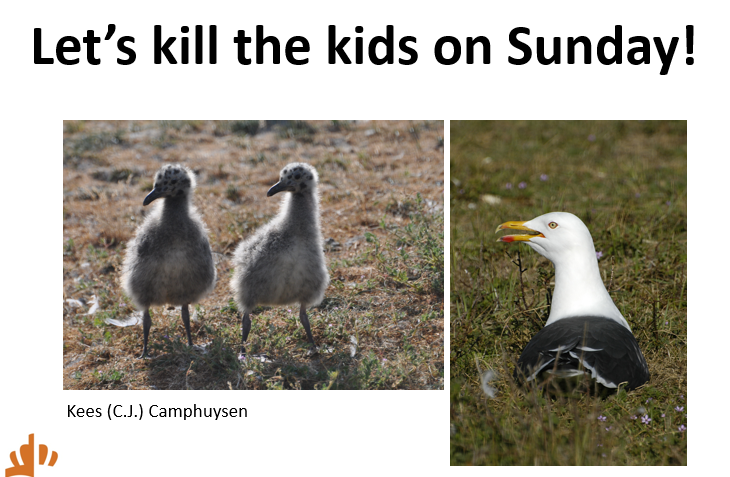 Let’s kill the kids on Sunday!
Kees (C.J.) Camphuysen